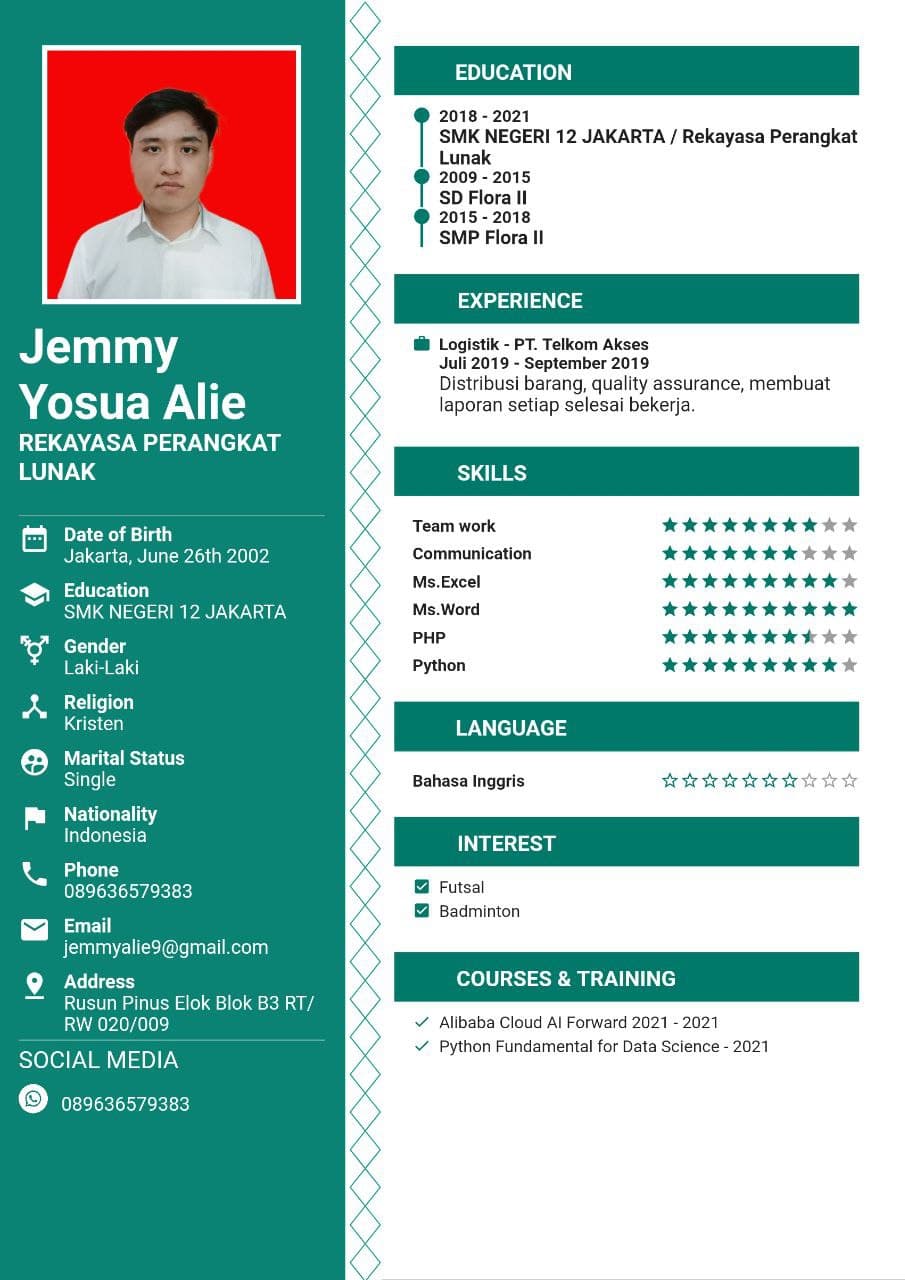 Jemmy
Yosua Alie
REKAYASA PERANGKAT
LUNAK
Date of Birth
Jakarta, June 26th 2002
Education
SMK NEGERI 12 JAKARTA
Gender
Laki-Laki
Religion
Kristen
Marital Status
Single
Nationality
Indonesia
Phone
089636579383
Email
jemmyalie9@gmail.com
Address
Rusun Pinus Elok Blok B3 RT/
RW 020/009
SOCIAL MEDIA
089636579383
EDUCATION
2018 - 2021
SMK NEGERI 12 JAKARTA / Rekayasa Perangkat
Lunak
2009 - 2015
SD Flora II
2015 - 2018
SMP Flora II
EXPERIENCE
Logistik - PT. Telkom Akses
Juli 2019 - September 2019
Distribusi barang, quality assurance, membuat
laporan setiap selesai bekerja.
SKILLS
Team work
Communication
Ms.Excel
Ms.Word
PHP
Python
LANGUAGE
Bahasa Inggris
INTEREST
Futsal
Badminton
COURSES & TRAINING
Alibaba Cloud AI Forward 2021 - 2021
Python Fundamental for Data Science - 2021